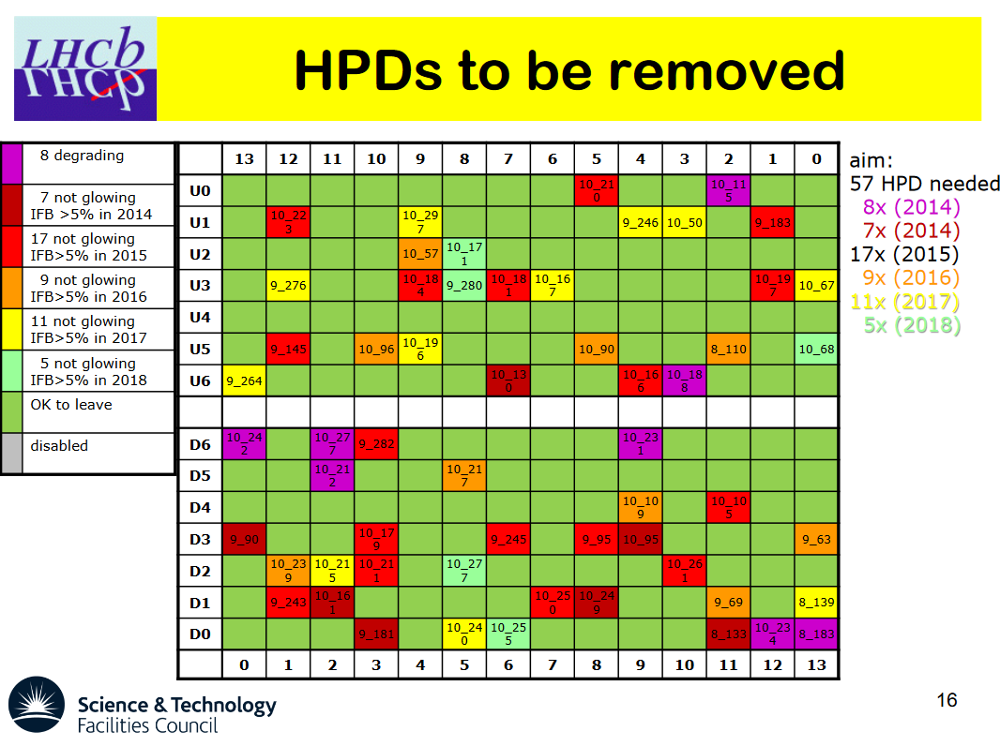 LHCb
HPDs to be removed
8 degrading
7 not glowing
IFB >5% in 2014
17 not glowing
IFB>5% in 2015
9 not glowing
IFB>5% in 2016
11 not glowing
IFB>5% in 2017
5 not glowing
IFB>5% in 2018
OK to leave
disabled
13 12 11 10 9 8 7 6 5 4 3 2 1 0
U0 10_210 10_115
U1 10_223 10_297 9_246 10_50 9_183
U2 10_57 10_171
U3 9_276 10_184 9_280 10_181 10_167 10_197 10_67
U4
U5 9_145 10_96 10_196 10_90 8_110 10_68
U6 9_264 10_130 10_166 10_188
D6 10_242 10_277 9_282 10_231
D5 10_212 10_217
D4 10_109 10_105
D3 9_90 10_179 9_245 9_95 10_95 9_63
D2 10_239 10_215 10_211 10_277 10_261
D1 9_243 10_161 10_250 10_249 9_69 8_139
D0 9_181 10_240 10_255 8_133 10_234 8_183
0 1 2 3 4 5 6 7 8 9 10 11 12 13
aim:
57 HPD needed
8x (2014)
7x (2014)
17x (2015)
9x (2016)
11x (2017)
5x (2018)
Science & Technology
Facilities Council
16